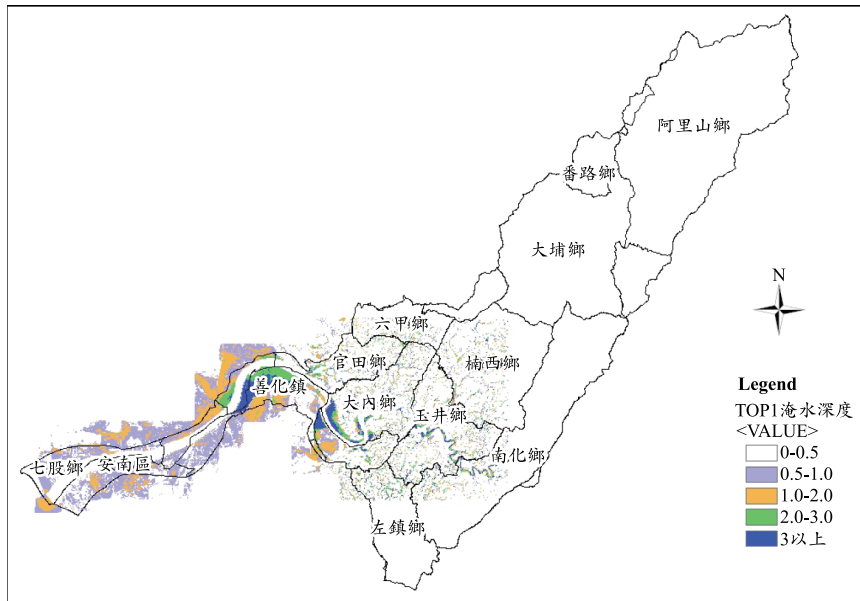 阿里山鄉
番路鄉
大埔鄉
N
六甲鄉
官田鄉
楠西鄉
善化鎮
大內鄉
玉井鄉
南化鄉
七股鄉
安南區
左鎮鄉
Legend
TOP1淹水深度
<VALUE>
0-0.5
0.5-1.0
1.0-2.0
2.0-3.0
3以上